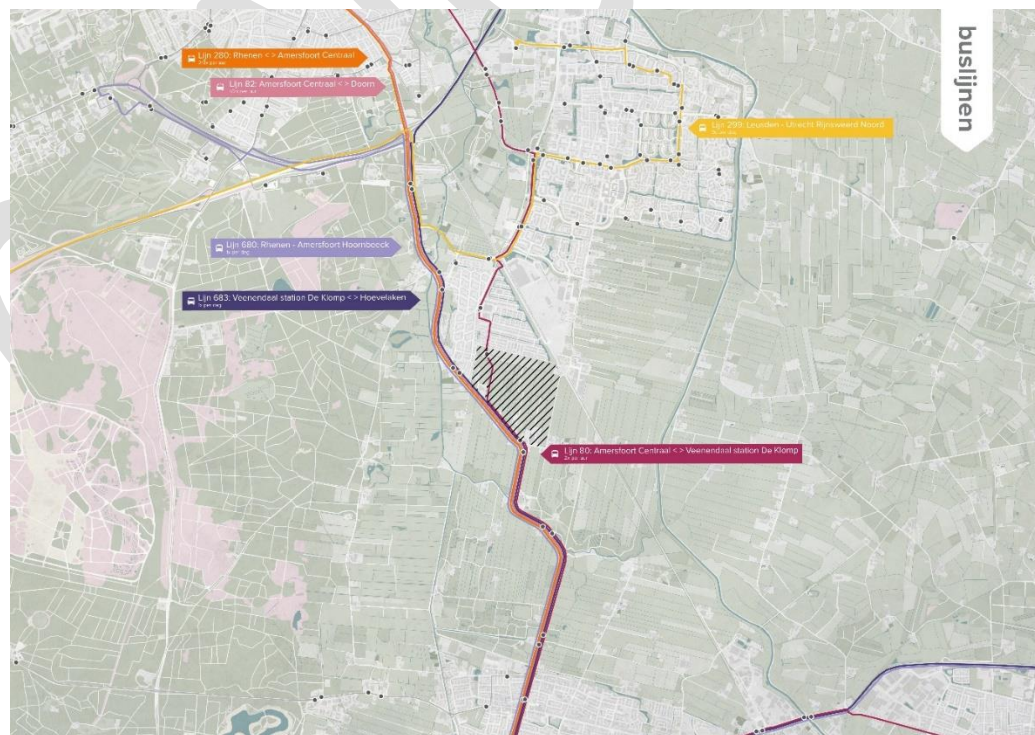 buslijnen
Lijn 280: Rhenen < > Amersfoort Centraal
Lijn 82: Amersfoort Centraal < > Doorn
Lijn 299: Leusden - Utrecht Rijnsweerd Noord
Lijn 680: Rhenen - Amersfoort Hoornbeeck
Lijn 683: Veenendaal station De Klomp < > Hoevelaken
Lijn 80: Amersfoort Centraal < > Veenendaal station De Klomp